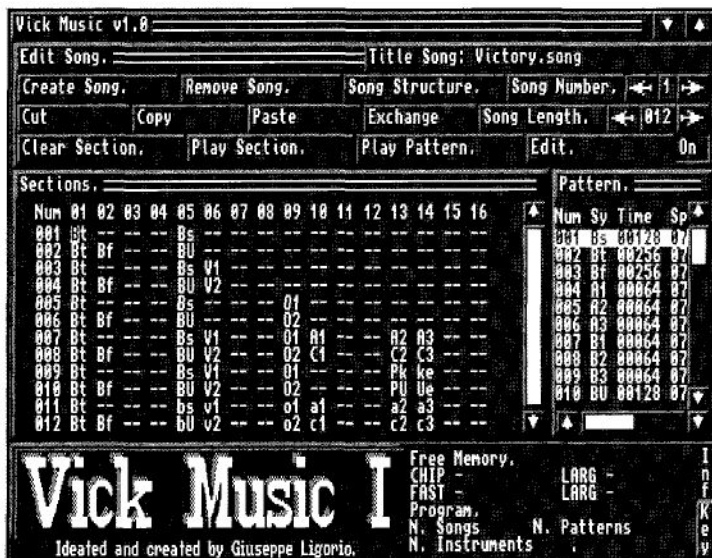 Vick Music v1.0
Edit Song. Title Song: Victory.song
Create Song. Remove Song. Song Structure. Song Number. 1
Cut Copy Paste Exchange Song Length. 012
Clear Section. Play Section. Play Pattern. Edit. On
Sections. Pattern.
Num 01 02 03 04 05 06 07 08 09 10 11 12 13 14 15 16 Num Sy Time Sp
001 Bt -- -- -- Bs -- -- -- -- -- -- -- -- -- -- -- 001 Bs 00128 07
002 Bt Bf -- -- BU -- -- -- -- -- -- -- -- -- -- -- 002 Bt 00256 07
003 Bt -- -- -- Bs V1 -- -- -- -- -- -- -- -- -- -- 003 Bf 00256 07
004 Bt Bf -- -- BU V2 -- -- -- -- -- -- -- -- -- -- 004 A1 00064 07
005 Bt -- -- -- Bs -- -- -- O1 -- -- -- -- -- -- -- 005 A2 00064 07
006 Bt Bf -- -- BU -- -- -- O2 -- -- -- -- -- -- -- 006 A3 00064 07
007 Bt -- -- -- Bs V1 -- -- O1 A1 -- -- A2 A3 -- -- 007 B1 00064 07
008 Bt Bf -- -- BU V2 -- -- O2 C1 -- -- C2 C3 -- -- 008 B2 00064 07
009 Bt -- -- -- Bs V1 -- -- O1 -- -- -- Pk ke -- -- 009 B3 00064 07
010 Bt Bf -- -- BU V2 -- -- O2 -- -- -- PU Ue -- -- 010 BU 00128 07
011 Bt -- -- -- bs v1 -- -- o1 a1 -- -- a2 a3 -- --
012 Bt Bf -- -- bU v2 -- -- o2 c1 -- -- c2 c3 -- --
Vick Music I
Ideated and created by Giuseppe Ligorio.
Free Memory.
CHIP - LARG -
FAST - LARG -
Program.
N. Songs N. Patterns
N. Instruments .
Inf
Key